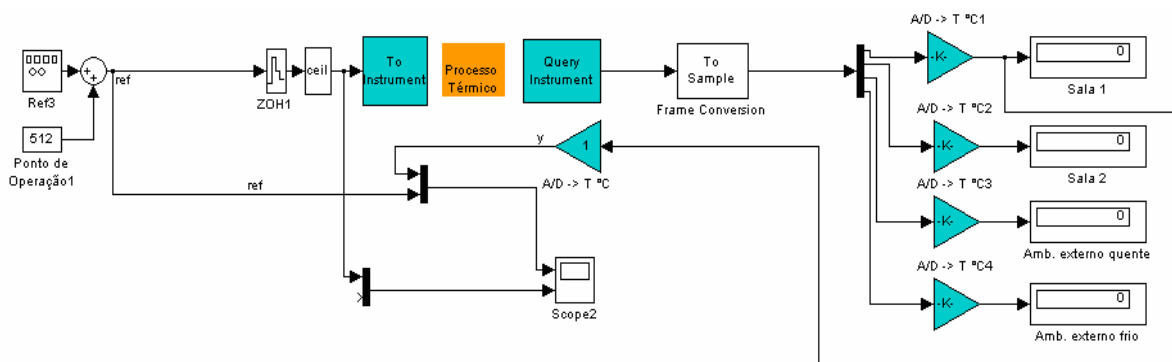 A/D -> T ºC1
To
Instrument
Processo
Térmico
Query
Instrument
To
Sample
Frame Conversion
ceil
ZOH1
Ref3
ref
-K-
0
Sala 1
512
Ponto de
Operação1
A/D -> T ºC2
-K-
0
Sala 2
y
1
A/D -> T ºC
ref
A/D -> T ºC3
-K-
0
Amb. externo quente
A/D -> T ºC4
-K-
0
Amb. externo frio
Scope2